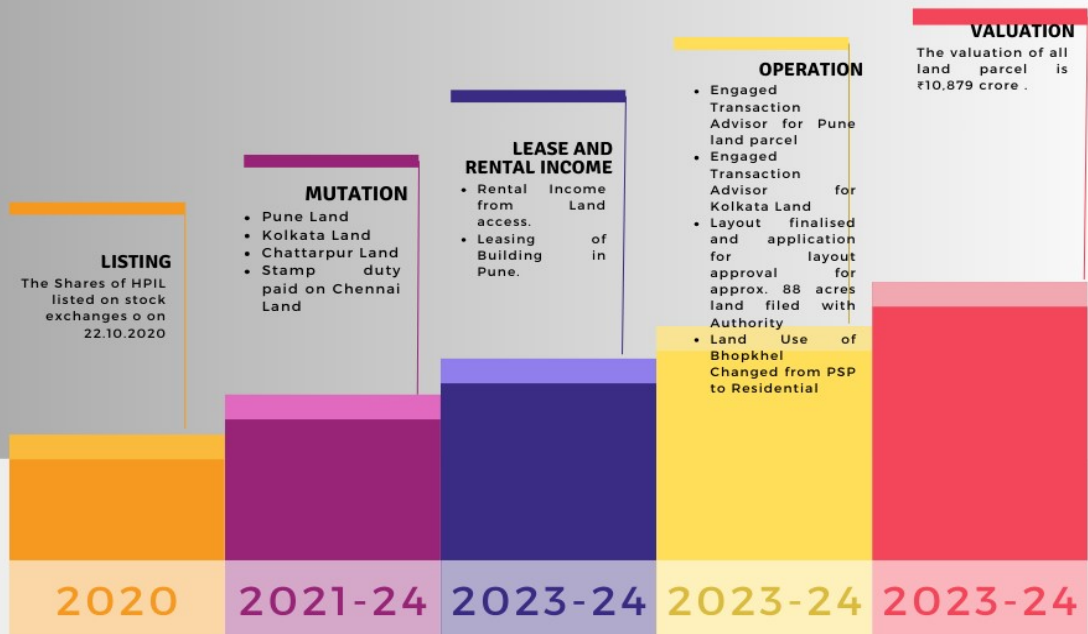 LISTING
The Shares of HPIL
listed on stock
exchanges o on
22.10.2020
MUTATION
• Pune Land
• Kolkata Land
• Chattarpur Land
• Stamp duty
paid on Chennai
Land
LEASE AND
RENTAL INCOME
• Rental Income
from Land
access.
• Leasing of
Building in
Pune.
OPERATION
• Engaged
Transaction
Advisor for Pune
land parcel
• Engaged
Transaction
Advisor for
Kolkata Land
• Layout finalised
and application
for layout
approval for
approx. 88 acres
land filed with
Authority
• Land Use of
Bhopkhel
Changed from PSP
to Residential
VALUATION
The valuation of all
land parcel is
₹10,879 crore .
2020
2021-24
2023-24
2023-24
2023-24